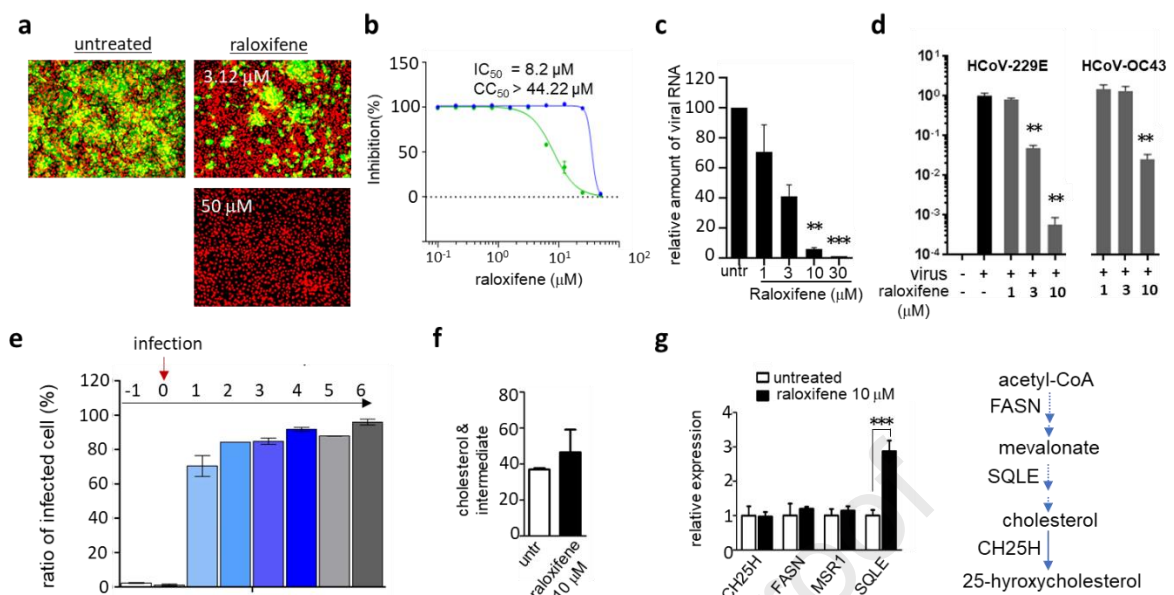 a
untreated
raloxifene
3.12 µM
50 µM
b
IC50 = 8.2 µM
CC50 > 44.22 µM
Inhibition(%)
150
100
50
0
10-1
100
101
102
raloxifene (µM)
c
relative amount of viral RNA
120
100
80
60
40
20
0
**
***
untr
1
3
10
30
Raloxifene (µM)
d
HCoV-229E
HCoV-OC43
100
10-1
10-2
10-3
10-4
**
**
**
virus
- + + + +
+ + +
raloxifene
- - 1 3 10
1 3 10
(µM)
e
infection
-1 0 1 2 3 4 5 6
ratio of infected cell (%)
120
100
80
60
40
20
0
f
cholesterol &
intermediate
80
60
40
20
0
untr
raloxifene
10 µM
g
untreated
raloxifene 10 µM
***
relative expression
4
3
2
1
0
CH25H
FASN
MSR1
SQLE
acetyl-CoA
FASN
mevalonate
SQLE
cholesterol
CH25H
25-hyroxycholesterol
oof